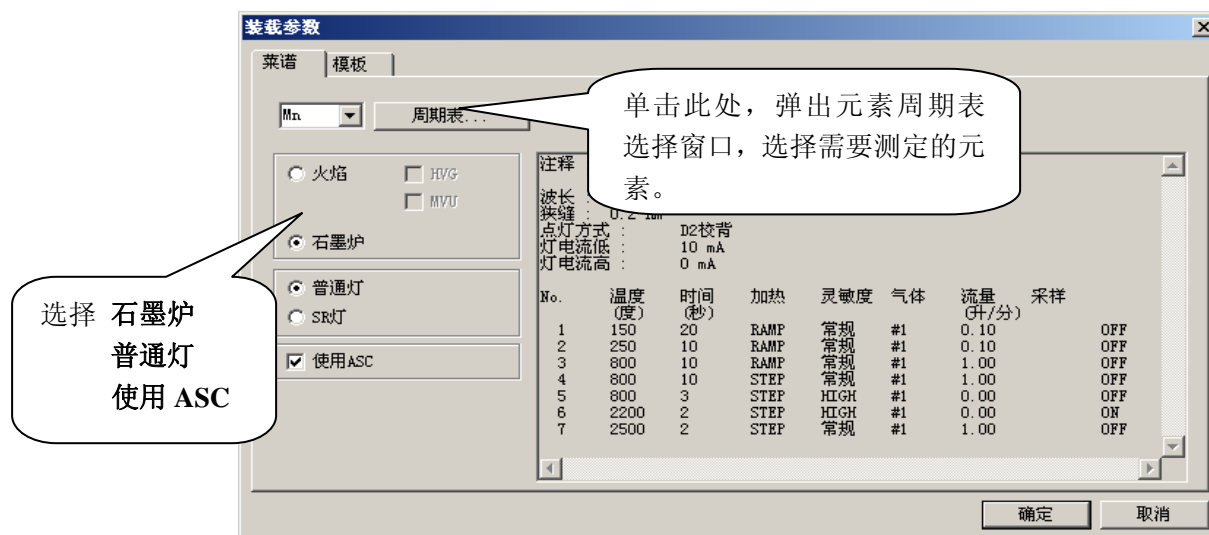 装载参数
菜谱 模板
Mn 周期表...
单击此处，弹出元素周期表
选择窗口，选择需要测定的元
素。
火焰 HVG
MVU
石墨炉
普通灯
SR灯
使用ASC
选择 石墨炉
普通灯
使用 ASC
注释
波长 :
狭缝 : 0.2 nm
点灯方式 : D2校背
灯电流低 : 10 mA
灯电流高 : 0 mA
No. 温度 时间 加热 灵敏度 气体 流量 采样
(度) (秒) (升/分)
1 150 20 RAMP 常规 #1 0.10 OFF
2 250 10 RAMP 常规 #1 0.10 OFF
3 800 10 RAMP 常规 #1 1.00 OFF
4 800 10 STEP 常规 #1 1.00 OFF
5 800 3 STEP HIGH #1 0.00 OFF
6 2200 2 STEP HIGH #1 0.00 ON
7 2500 2 STEP 常规 #1 1.00 OFF
确定 取消